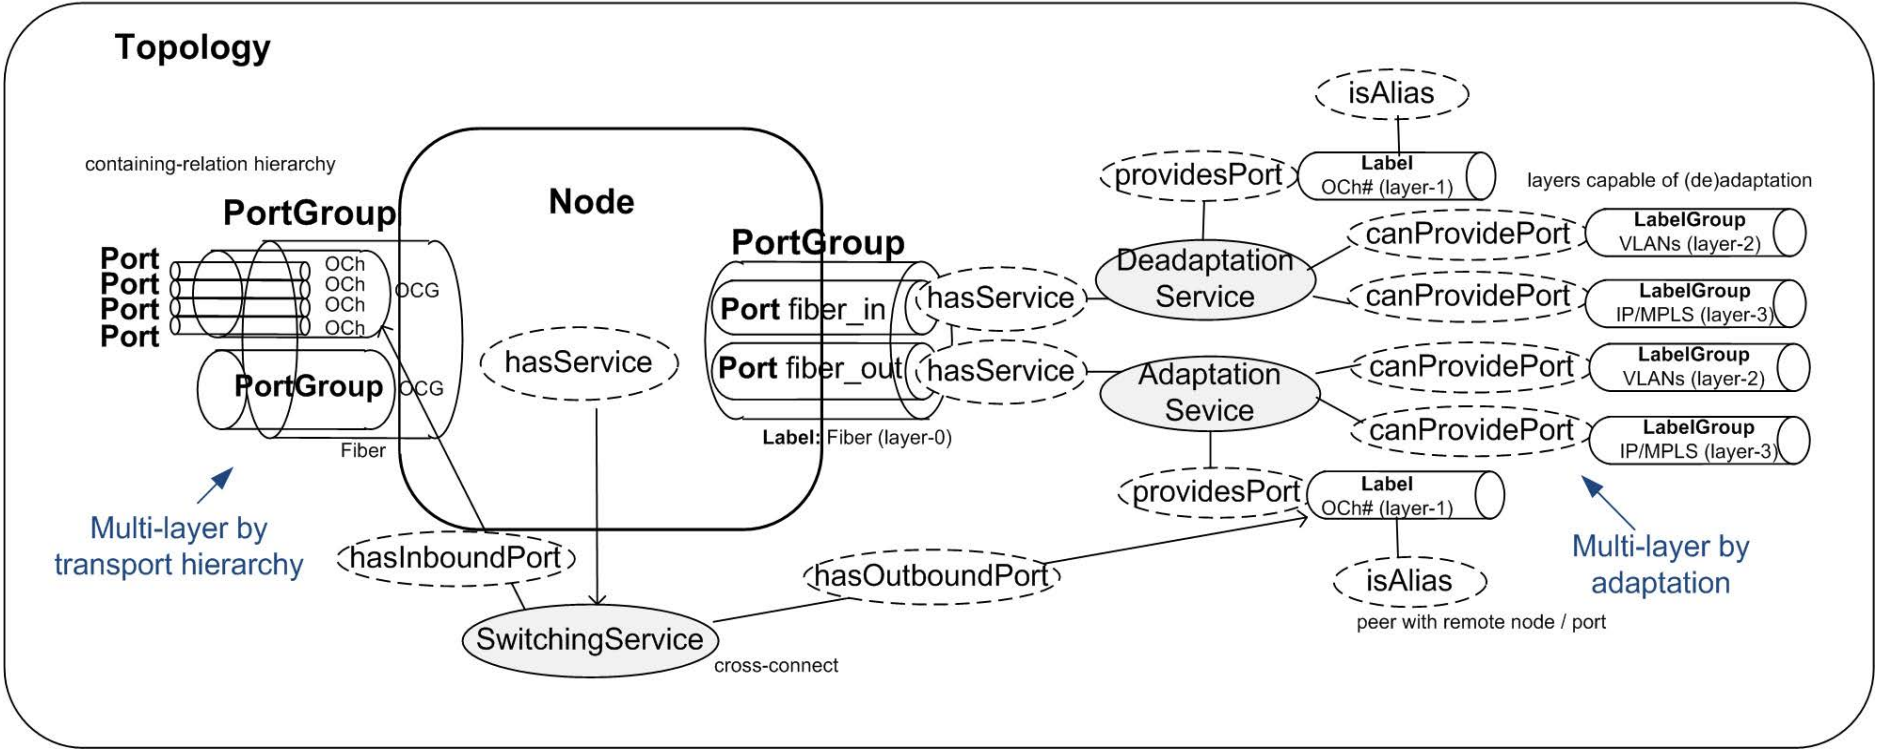 Topology
isAlias
containing-relation hierarchy
Node
providesPort
Label
OCh# (layer-1)
layers capable of (de)adaptation
PortGroup
PortGroup
canProvidePort
LabelGroup
VLANs (layer-2)
Port
Port
Port
Port
OCh
OCh
OCh
OCh
OCG
Port fiber_in
hasService
Deadaptation
Service
canProvidePort
LabelGroup
IP/MPLS (layer-3)
hasService
Port fiber_out
hasService
Adaptation
Sevice
canProvidePort
LabelGroup
VLANs (layer-2)
PortGroup
OCG
Fiber
Label: Fiber (layer-0)
canProvidePort
LabelGroup
IP/MPLS (layer-3)
providesPort
Label
OCh# (layer-1)
Multi-layer by
transport hierarchy
hasInboundPort
hasOutboundPort
isAlias
Multi-layer by
adaptation
peer with remote node / port
SwitchingService
cross-connect